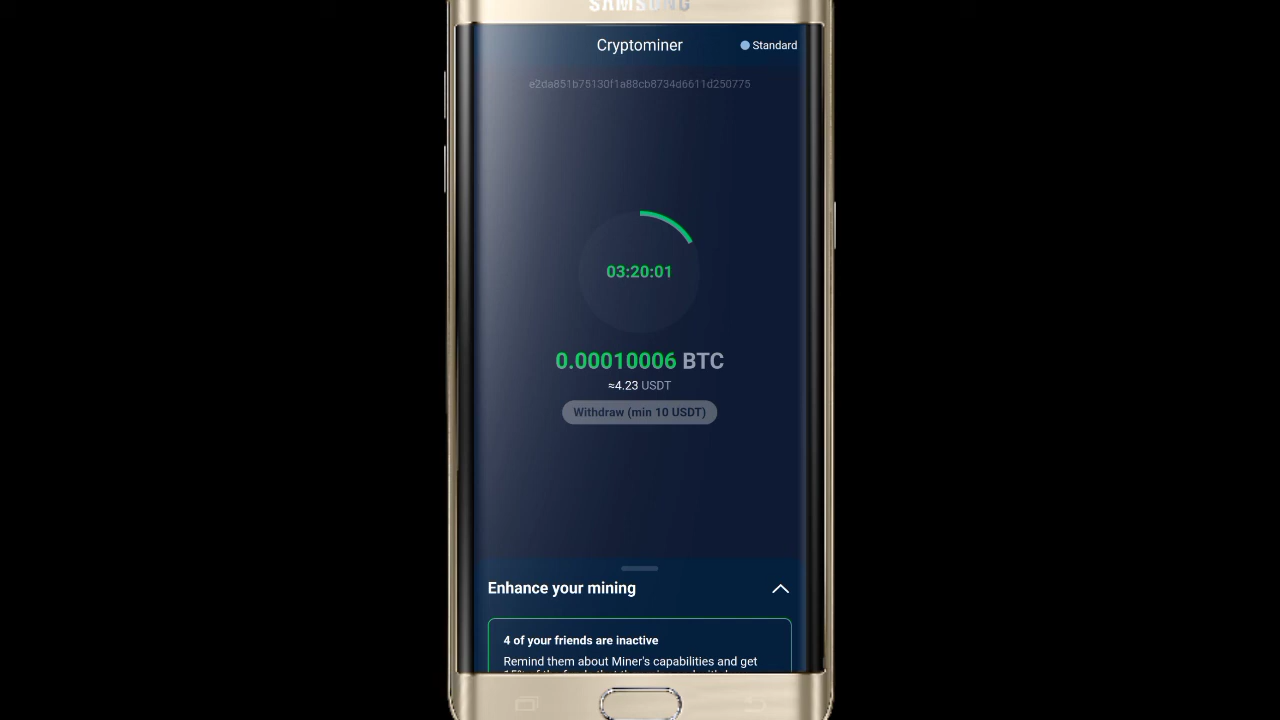 SAMSUNG
Cryptominer
Standard
e2da851b75130f1a88cb8734d6611d250775
03:20:01
0.00010006 BTC
≈4.23 USDT
Withdraw (min 10 USDT)
Enhance your mining
4 of your friends are inactive
Remind them about Miner's capabilities and get